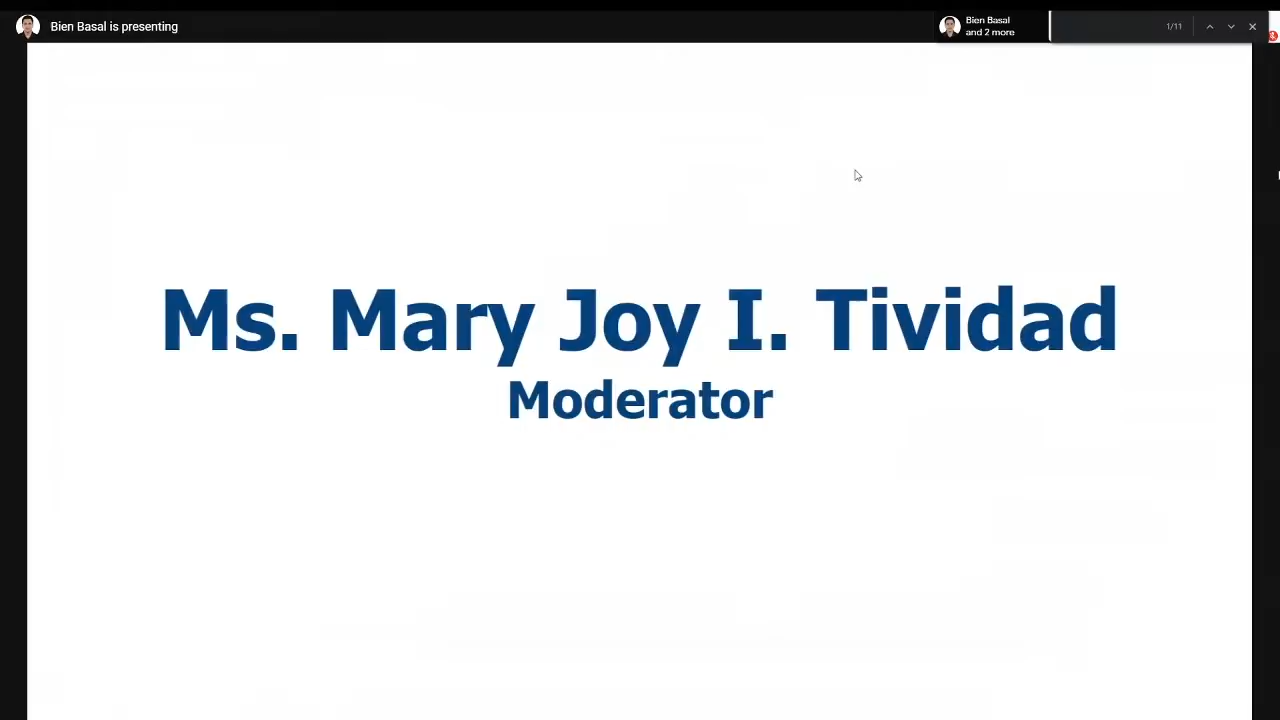 Bien Basal is presenting
Bien Basal
and 2 more
1/11
Ms. Mary Joy I. Tividad
Moderator